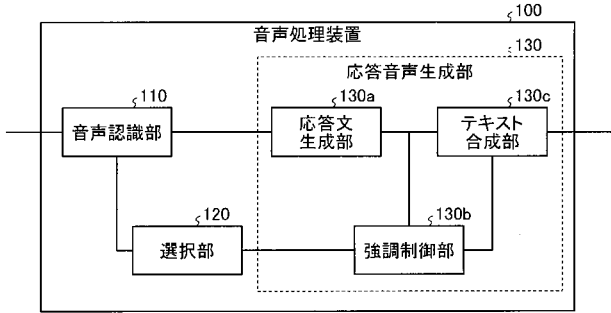 100
音声処理装置
130
応答音声生成部
110
音声認識部
130a
応答文
生成部
130c
テキスト
合成部
120
選択部
130b
強調制御部